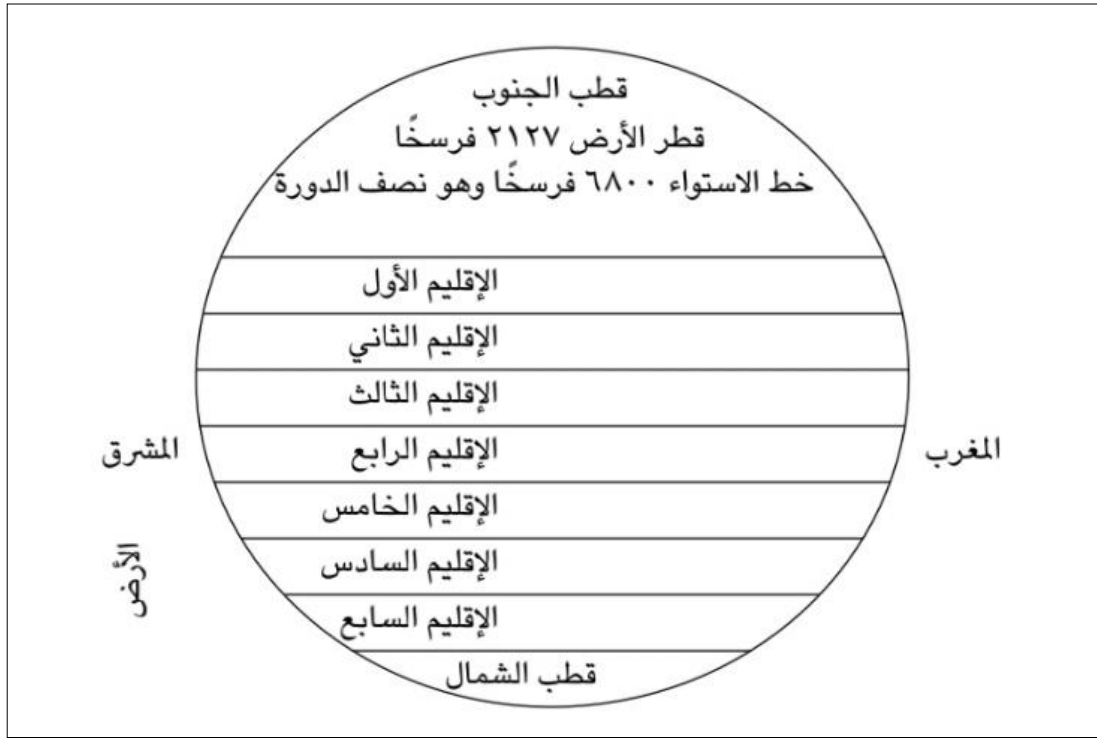 قطب الجنوب
قطر الأرض ٢١٢٧ فرسخًا
خط الاستواء ٦٨٠٠ فرسخًا وهو نصف الدورة
الإقليم الأول
الإقليم الثاني
الإقليم الثالث
المغرب
الإقليم الرابع
المشرق
الإقليم الخامس
الإقليم السادس
الأرض
الإقليم السابع
قطب الشمال